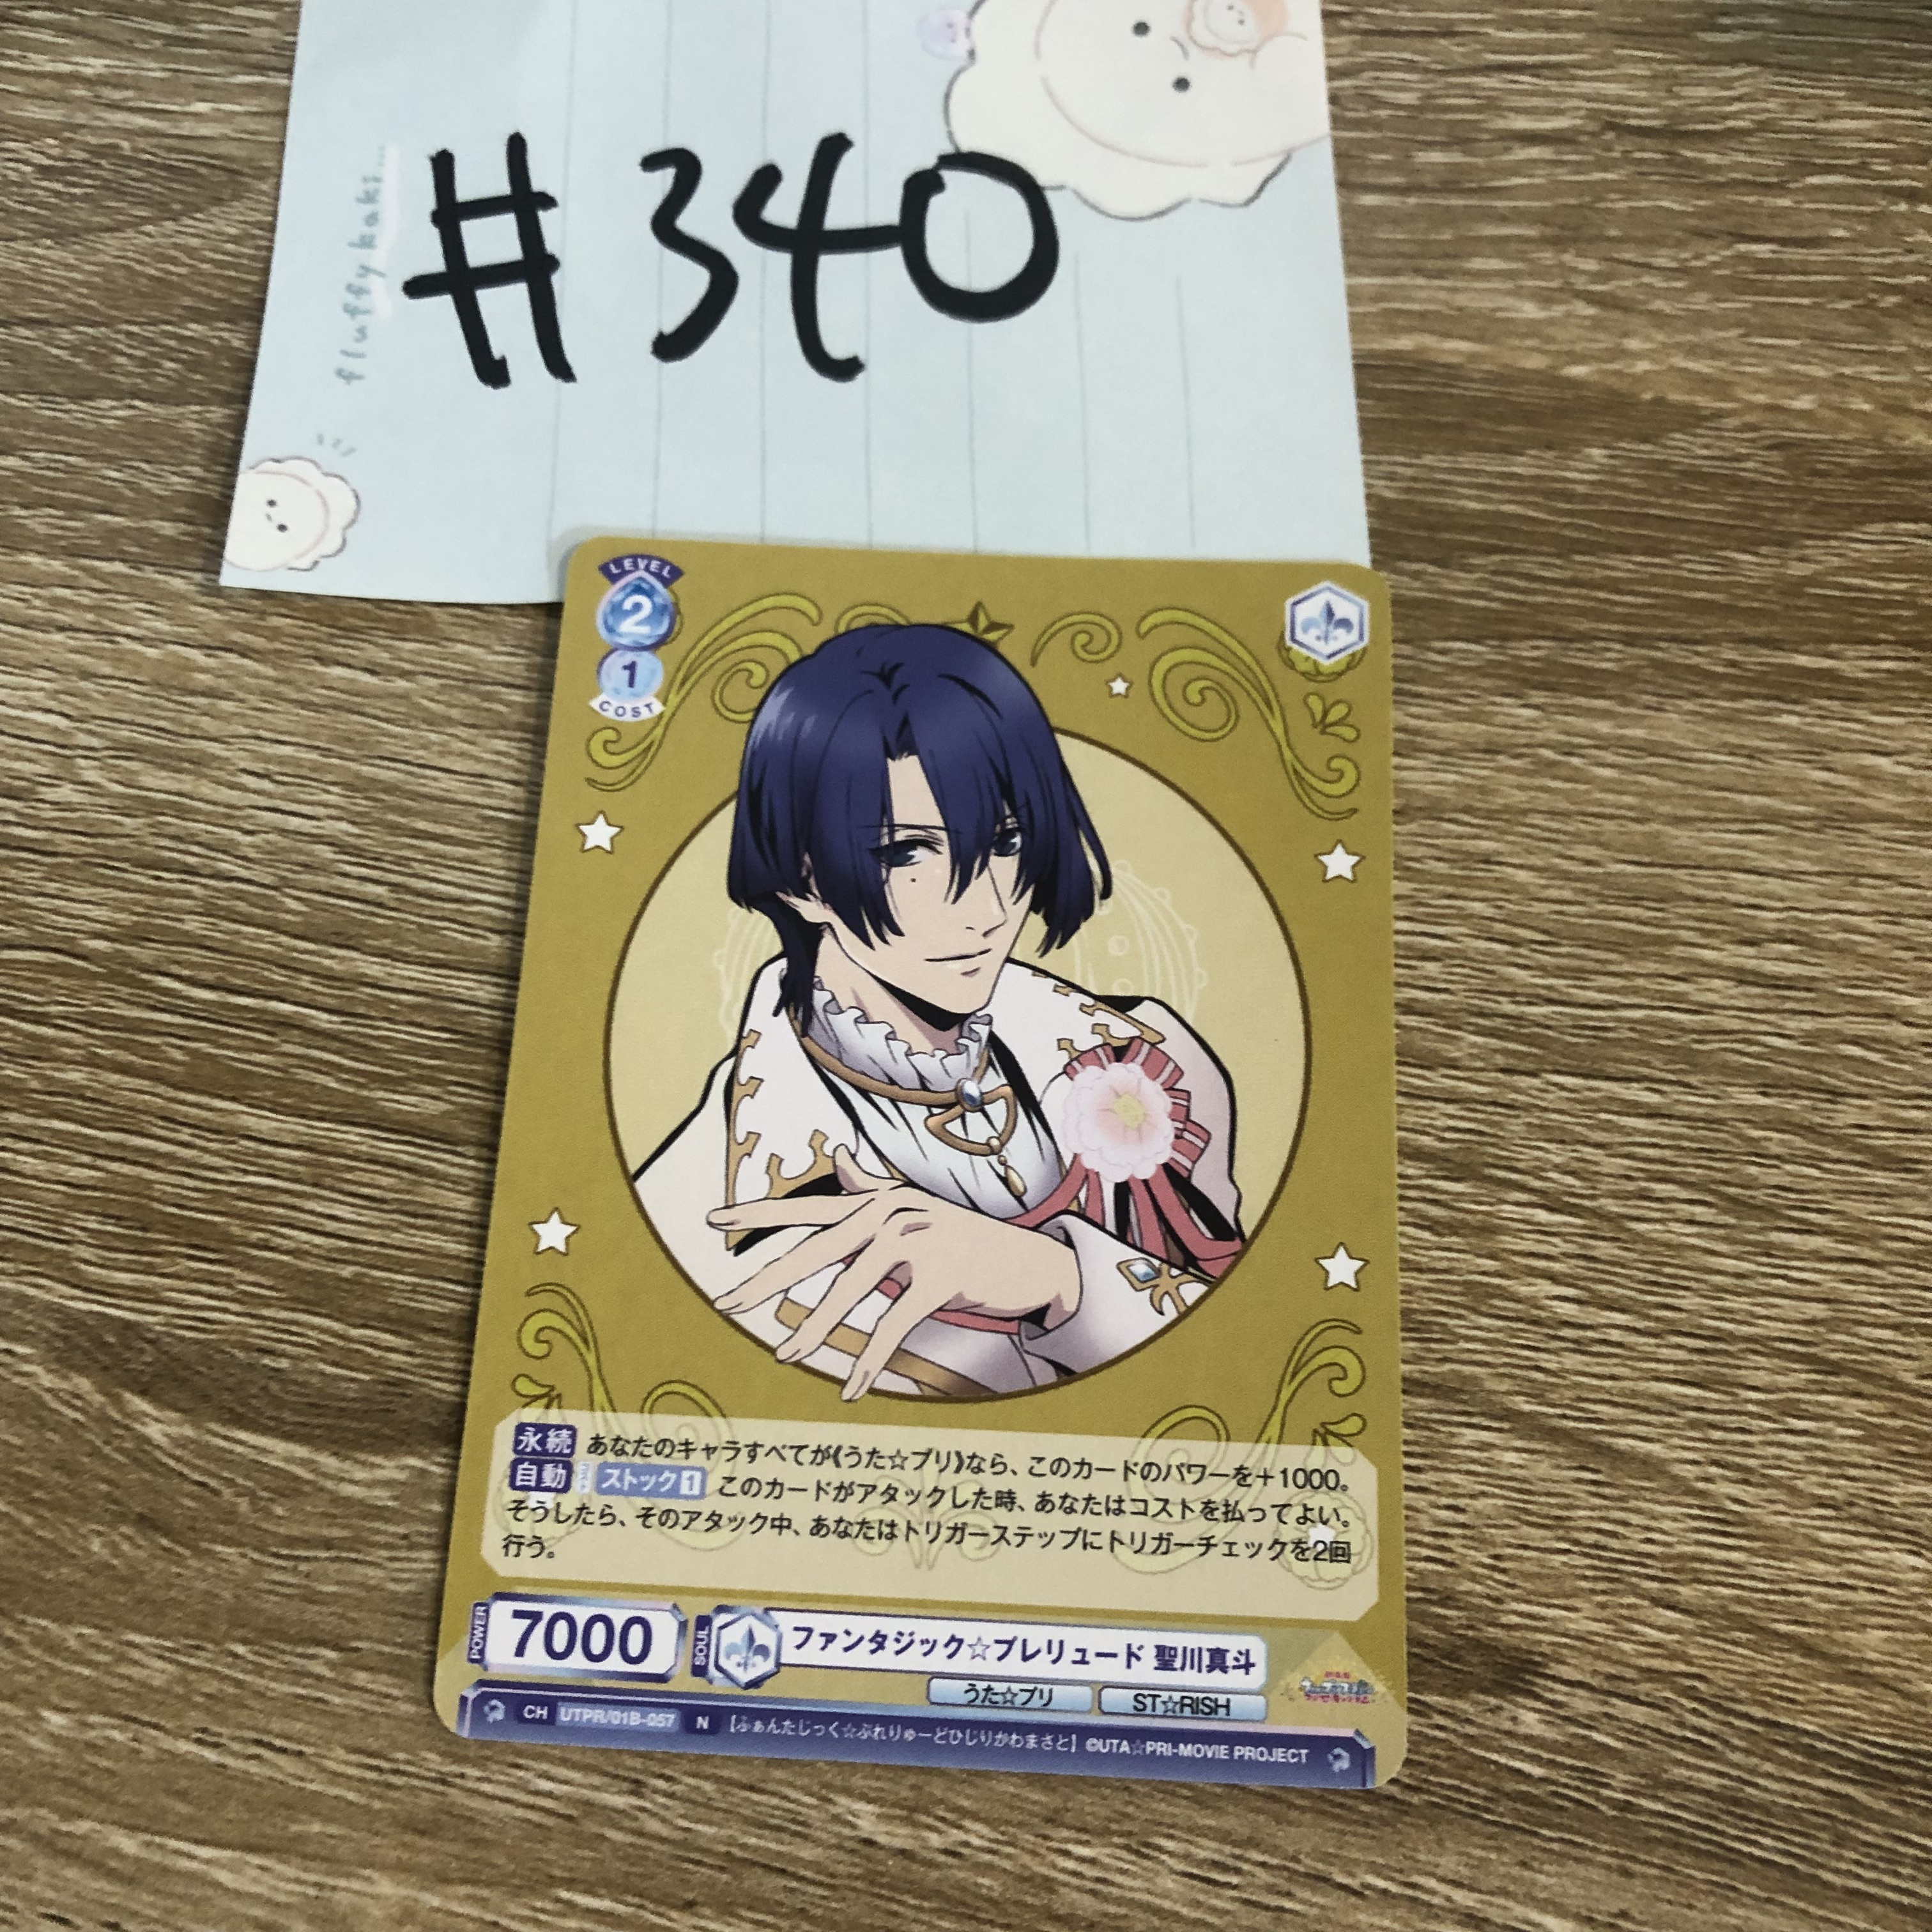 fluffy kaki...
#340
LEVEL
2
1
COST
永続 あなたのキャラすべてが《うた☆プリ》なら、このカードのパワーを+1000。
自動 ストック1 このカードがアタックした時、あなたはコストを払ってよい。
そうしたら、そのアタック中、あなたはトリガーステップにトリガーチェックを2回
行う。
POWER
7000
SOUL
ファンタジック☆プレリュード 聖川真斗
うた☆プリ
ST☆RISH
CH UTPR/01B-057 N 【ふぁんたじっく☆ぷれりゅーどひじりかわまさと】 ©UTA☆PRI-MOVIE PROJECT